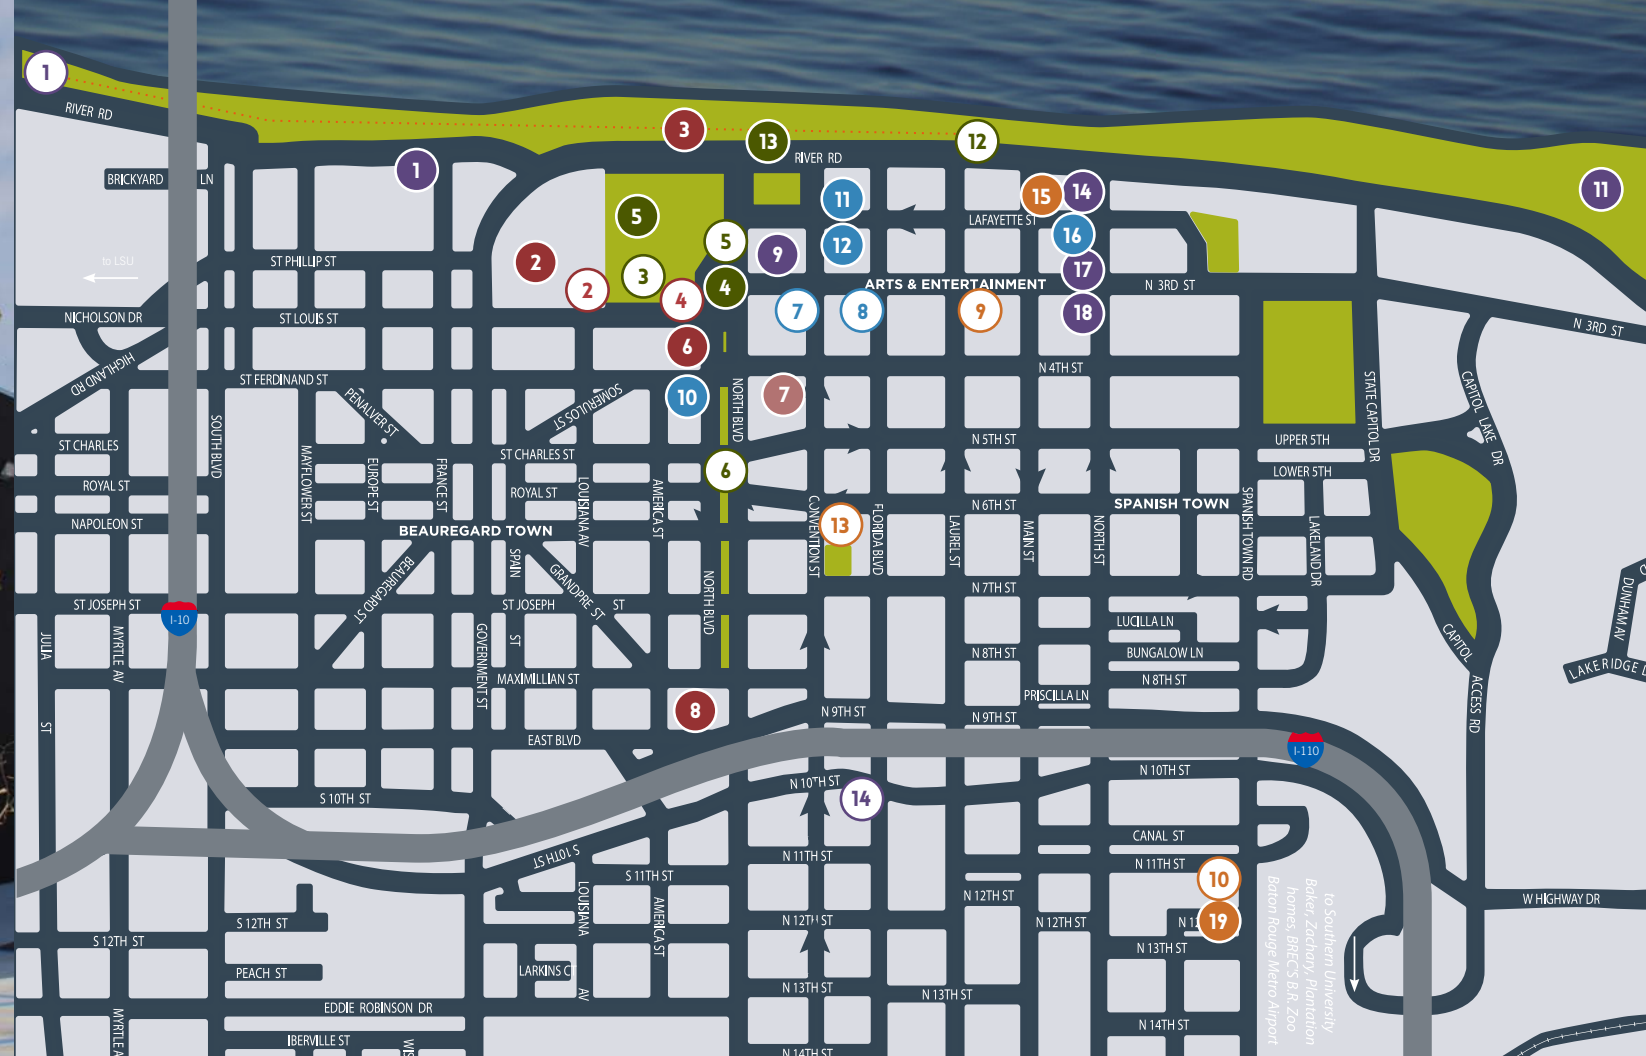 1
RIVER RD
3
13
12
RIVER RD
BRICKYARD LN
1
11
11
15
14
5
LAFAYETTE ST
16
5
12
9
2
to LSU
ST PHILLIP ST
3
17
2
4
4
ARTS & ENTERTAINMENT
N 3RD ST
NICHOLSON DR
ST LOUIS ST
7
8
9
18
N 3RD ST
HIGHLAND RD
6
N 4TH ST
ST FERDINAND ST
PENALVER ST
SOMERULOS ST
10
NORTH BLVD
7
STATE CAPITOL DR
CAPITOL LAKE DR
SOUTH BLVD
ST CHARLES
ST CHARLES ST
N 5TH ST
UPPER 5TH
LOWER 5TH
6
ROYAL ST
MAYFLOWER ST
EUROPE ST
FRANCE ST
ROYAL ST
LOUISIANA AV
AMERICA ST
N 6TH ST
SPANISH TOWN
NAPOLEON ST
BEAUREGARD TOWN
CONVENTION ST
13
FLORIDA BLVD
LAUREL ST
MAIN ST
NORTH ST
SPANISH TOWN RD
LAKELAND DR
BEAUREGARD ST
SPAIN ST
GRANDPRE ST
NORTH BLVD
N 7TH ST
ST JOSEPH ST
ST JOSEPH ST
I-10
LUCILLA LN
DUNHAM AV
JULIA ST
MYRTLE AV
GOVERNMENT ST
N 8TH ST
BUNGALOW LN
CAPITOL ACCESS RD
MAXIMILLIAN ST
N 8TH ST
LAKE RIDGE
PRISCILLA LN
8
N 9TH ST
N 9TH ST
EAST BLVD
I-110
N 10TH ST
N 10TH ST
S 10TH ST
14
CANAL ST
S 10TH ST
N 11TH ST
N 11TH ST
S 11TH ST
10
N 12TH ST
W HIGHWAY DR
LOUISIANA AV
AMERICA ST
S 12TH ST
N 12TH ST
N 12TH ST
N 12
19
S 12TH ST
N 13TH ST
PEACH ST
LARKINS CT
N 13TH ST
N 13TH ST
to Southern University
Baker, Zachary, Plantation
homes, BREC'S B.R. Zoo
Baton Rouge Metro Airport
EDDIE ROBINSON DR
MYRTLE A
N 14TH ST
IBERVILLE ST
WIS
N 14TH ST